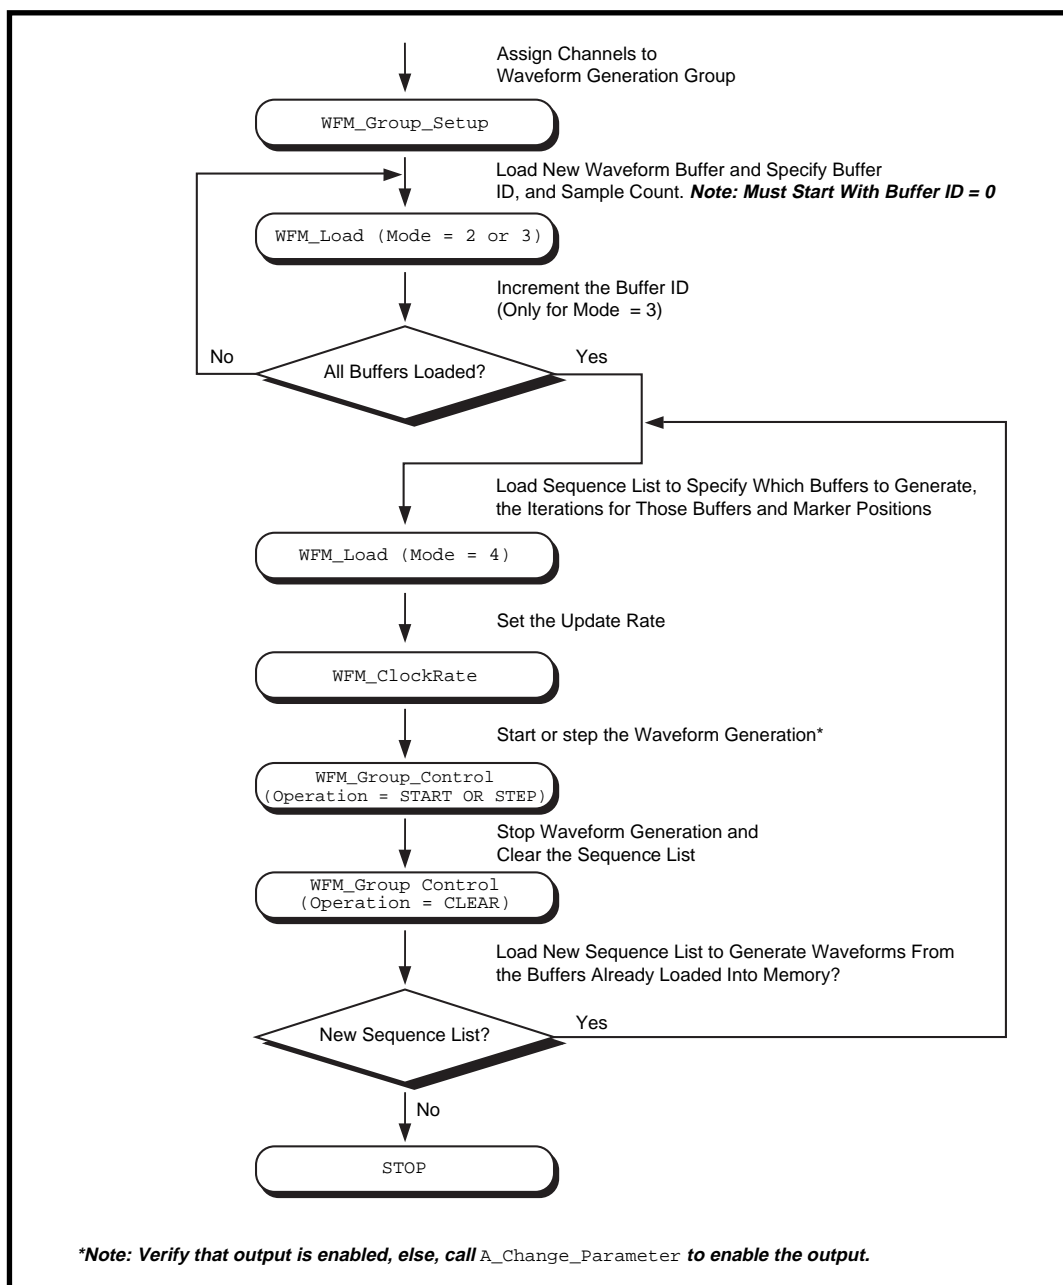 Assign Channels to
Waveform Generation Group
WFM_Group_Setup
Load New Waveform Buffer and Specify Buffer
ID, and Sample Count. Note: Must Start With Buffer ID = 0
WFM_Load (Mode = 2 or 3)
Increment the Buffer ID
(Only for Mode = 3)
No
Yes
All Buffers Loaded?
Load Sequence List to Specify Which Buffers to Generate,
the Iterations for Those Buffers and Marker Positions
WFM_Load (Mode = 4)
Set the Update Rate
WFM_ClockRate
Start or step the Waveform Generation*
WFM_Group_Control
(Operation = START OR STEP)
Stop Waveform Generation and
Clear the Sequence List
WFM_Group Control
(Operation = CLEAR)
Load New Sequence List to Generate Waveforms From
the Buffers Already Loaded Into Memory?
Yes
New Sequence List?
No
STOP
*Note: Verify that output is enabled, else, call A_Change_Parameter to enable the output.